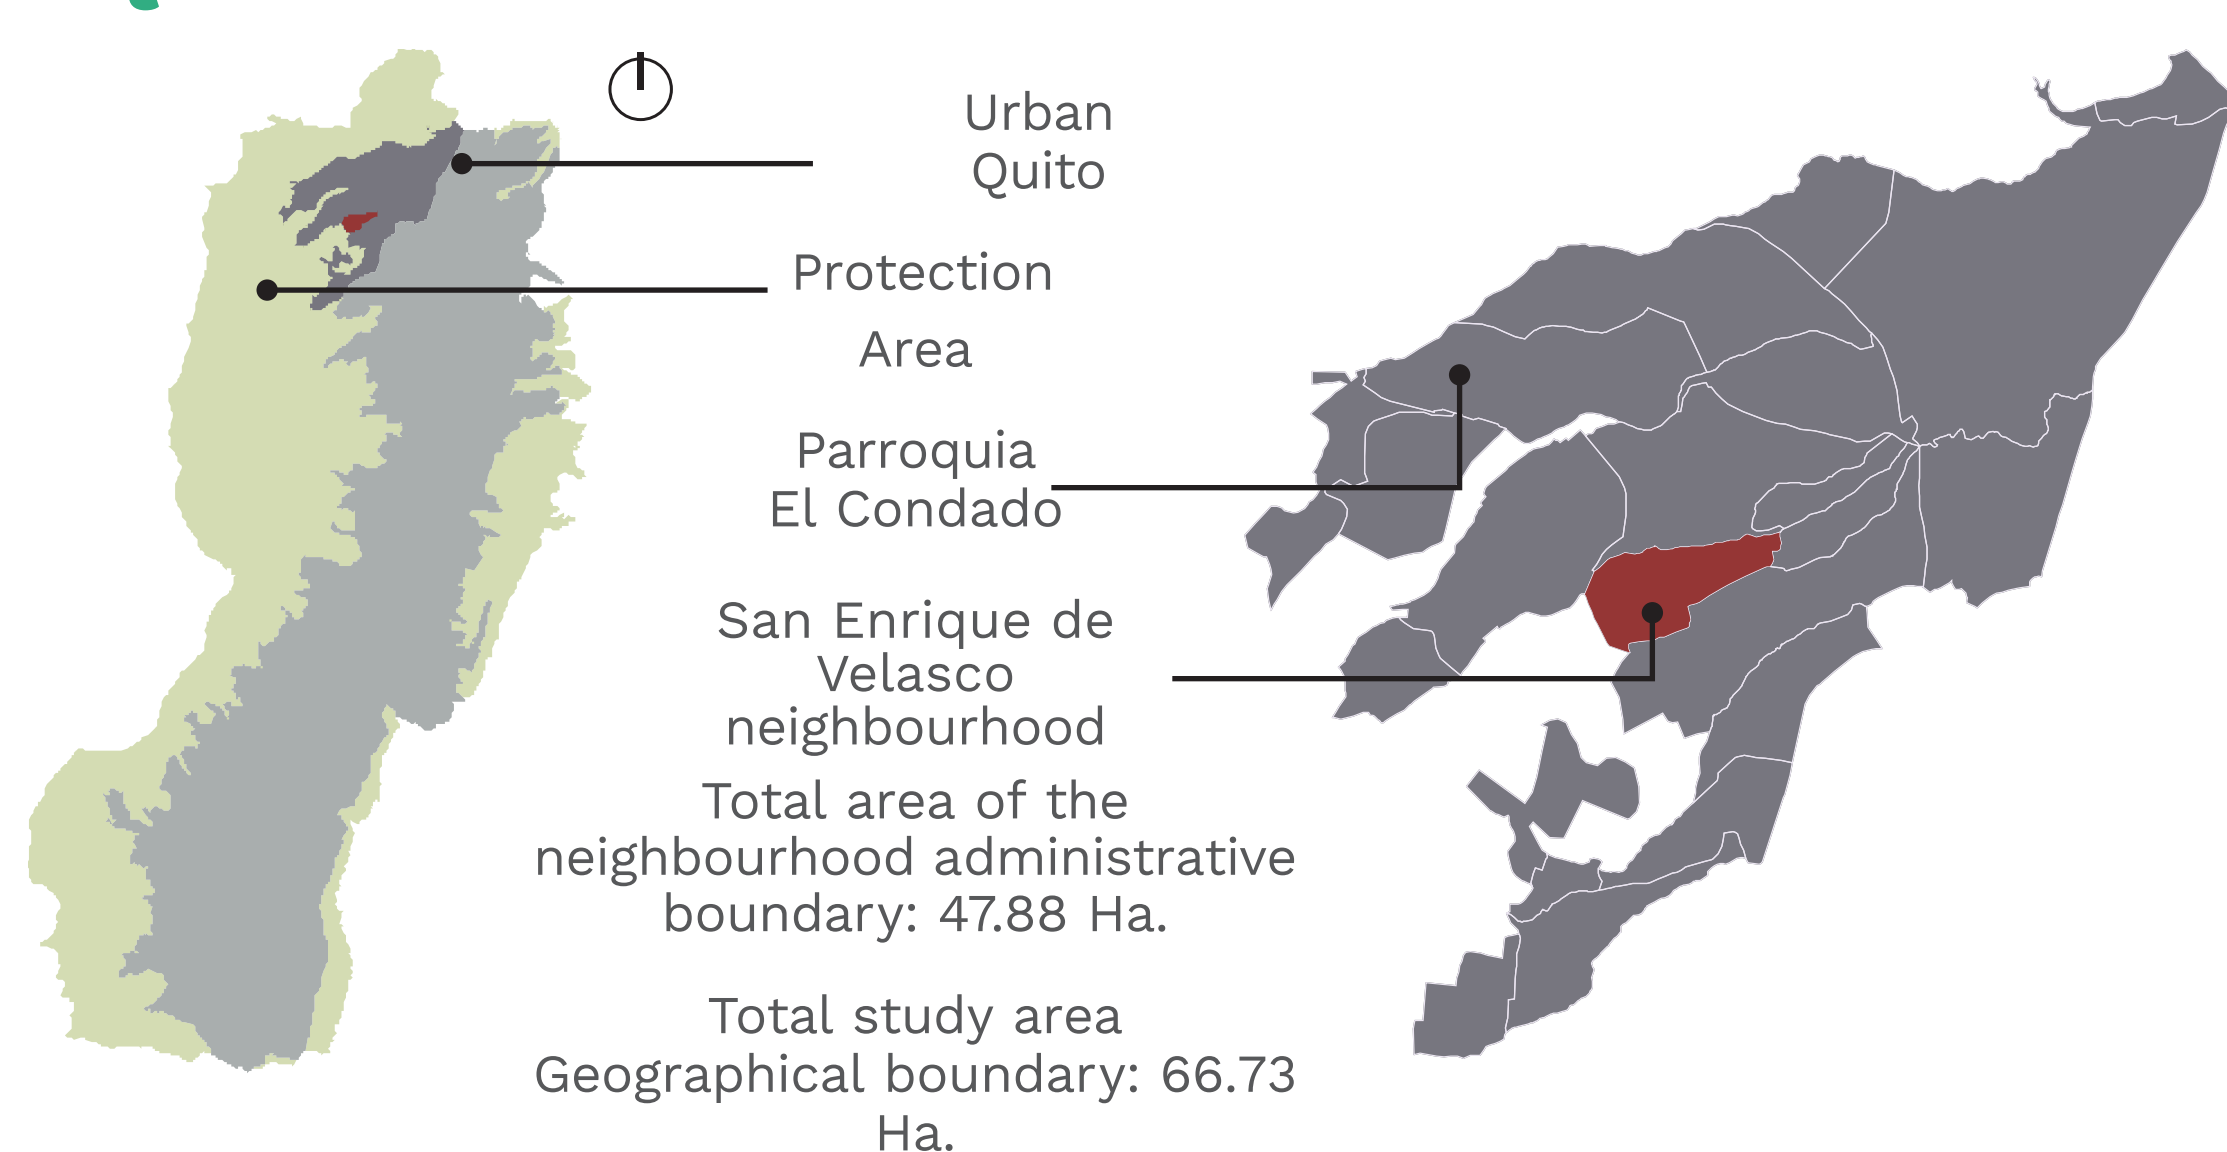 Urban
Quito
Protection
Area
Parroquia
El Condado
San Enrique de
Velasco
neighbourhood
Total area of the
neighbourhood administrative
boundary: 47.88 Ha.
Total study area
Geographical boundary: 66.73
Ha.